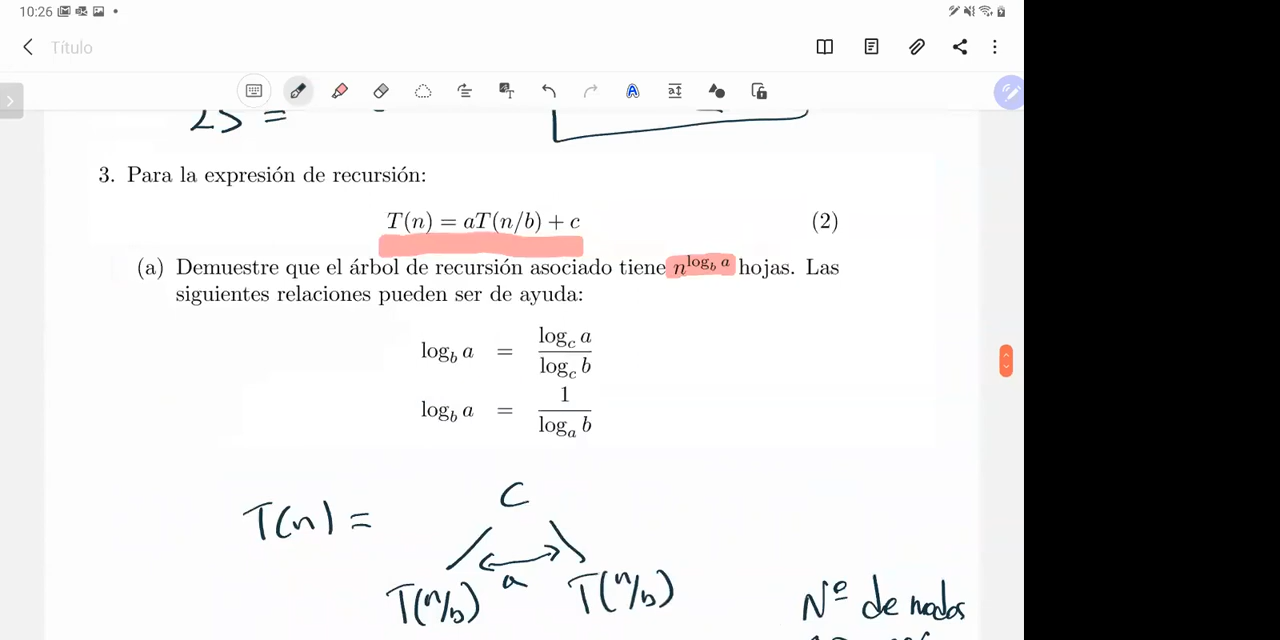 10:26
Título
2S =
3. Para la expresión de recursión:
T(n) = aT(n/b) + c (2)
(a) Demuestre que el árbol de recursión asociado tiene n^{log_b a} hojas. Las
siguientes relaciones pueden ser de ayuda:
log_b a = log_c a / log_c b
log_b a = 1 / log_a b
T(n) = C
a
T(n/b) T(n/b)
Nº de nodos